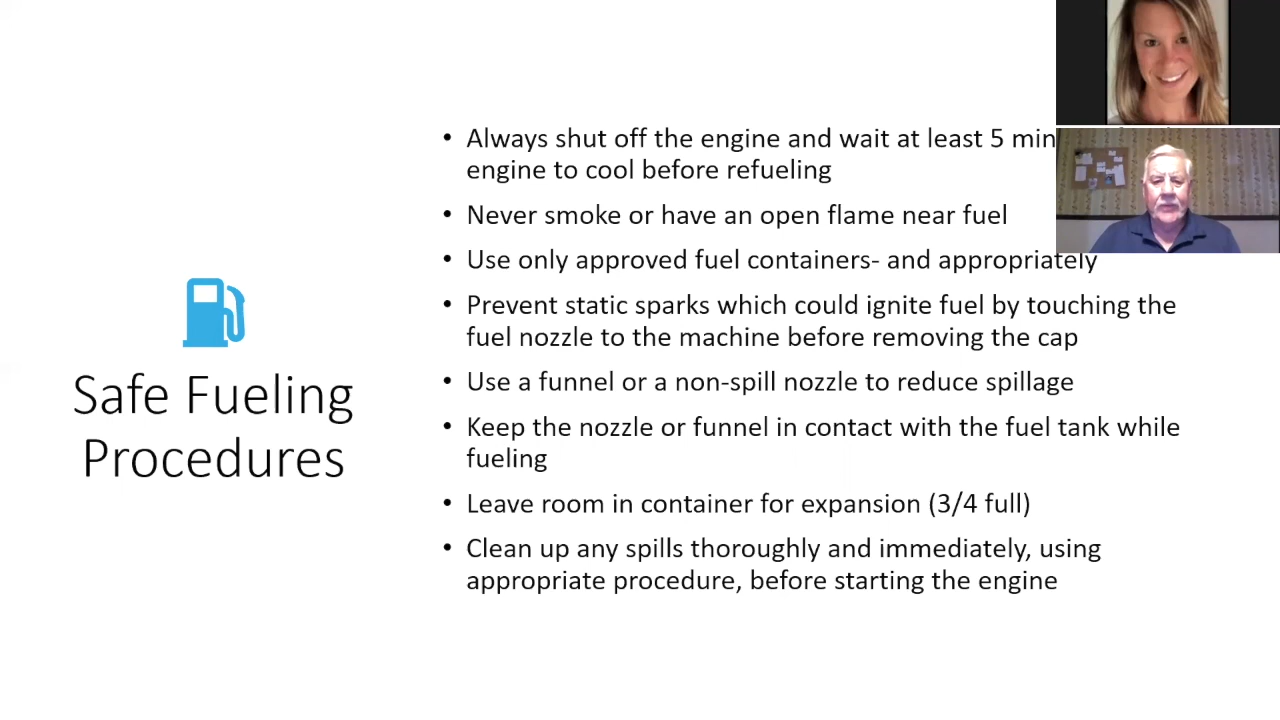 Safe Fueling
Procedures
• Always shut off the engine and wait at least 5 min
engine to cool before refueling
• Never smoke or have an open flame near fuel
• Use only approved fuel containers- and appropriately
• Prevent static sparks which could ignite fuel by touching the
fuel nozzle to the machine before removing the cap
• Use a funnel or a non-spill nozzle to reduce spillage
• Keep the nozzle or funnel in contact with the fuel tank while
fueling
• Leave room in container for expansion (3/4 full)
• Clean up any spills thoroughly and immediately, using
appropriate procedure, before starting the engine